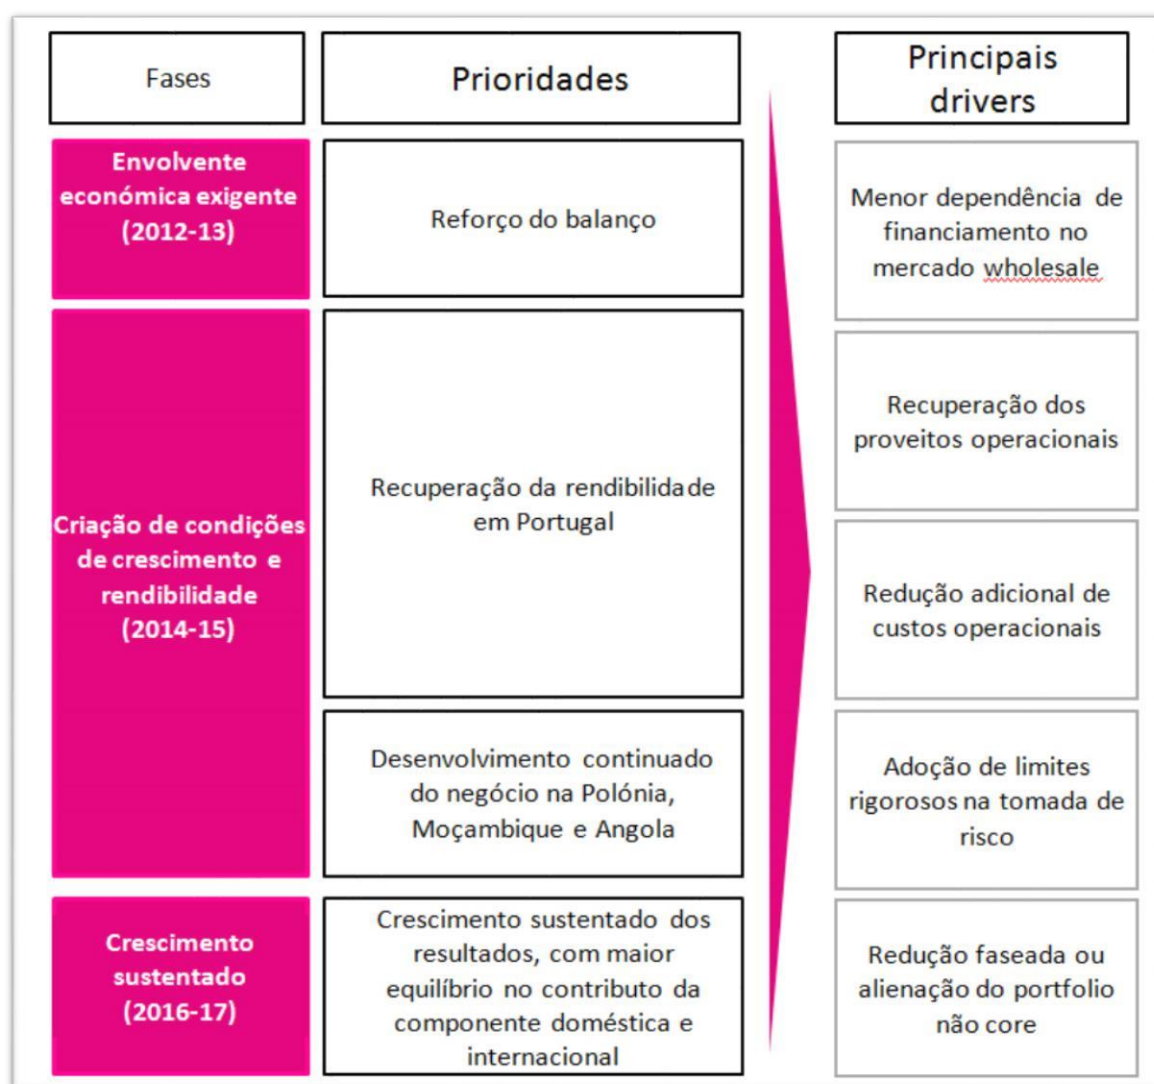 Fases
Prioridades
Principais
drivers
Envolvente
económica exigente
(2012-13)
Reforço do balanço
Menor dependência de
financiamento no
mercado wholesale
Criação de condições
de crescimento e
rendibilidade
(2014-15)
Recuperação da rendibilidade
em Portugal
Desenvolvimento continuado
do negócio na Polónia,
Moçambique e Angola
Recuperação dos
proveitos operacionais
Redução adicional de
custos operacionais
Adoção de limites
rigorosos na tomada de
risco
Crescimento
sustentado
(2016-17)
Crescimento sustentado dos
resultados, com maior
equilíbrio no contributo da
componente doméstica e
internacional
Redução faseada ou
alienação do portfolio
não core